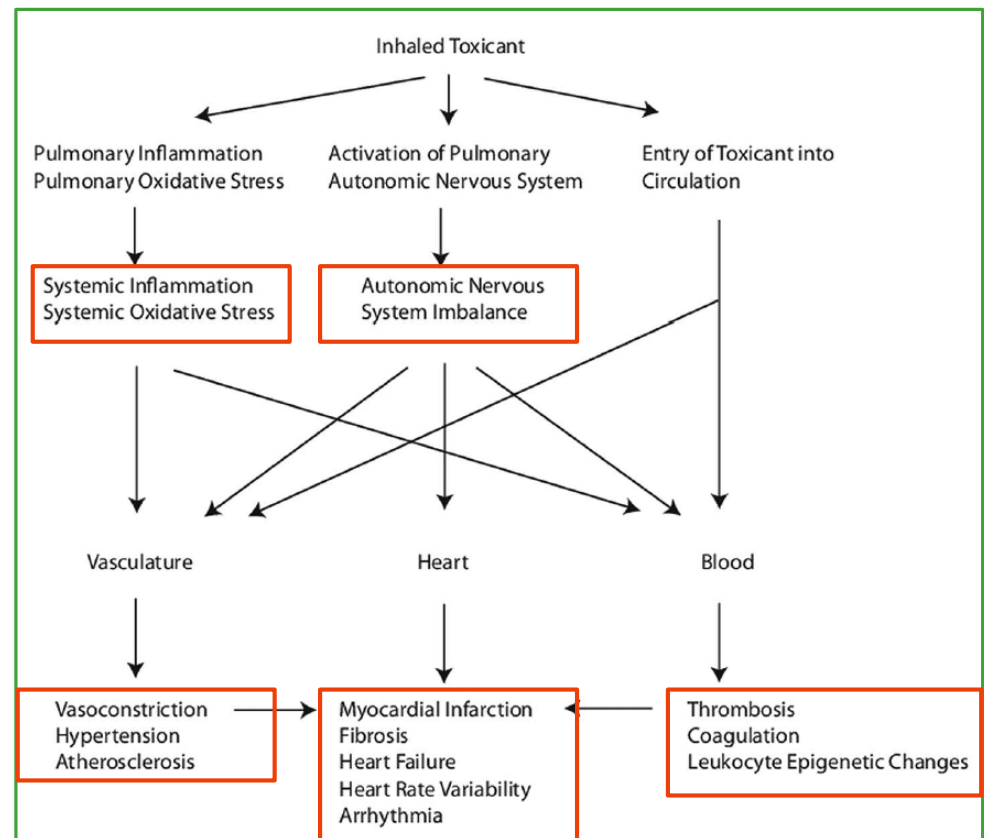 Inhaled Toxicant
Pulmonary Inflammation
Pulmonary Oxidative Stress
Activation of Pulmonary
Autonomic Nervous System
Entry of Toxicant into
Circulation
Systemic Inflammation
Systemic Oxidative Stress
Autonomic Nervous
System Imbalance
Vasculature
Heart
Blood
Vasoconstriction
Hypertension
Atherosclerosis
Myocardial Infarction
Fibrosis
Heart Failure
Heart Rate Variability
Arrhythmia
Thrombosis
Coagulation
Leukocyte Epigenetic Changes